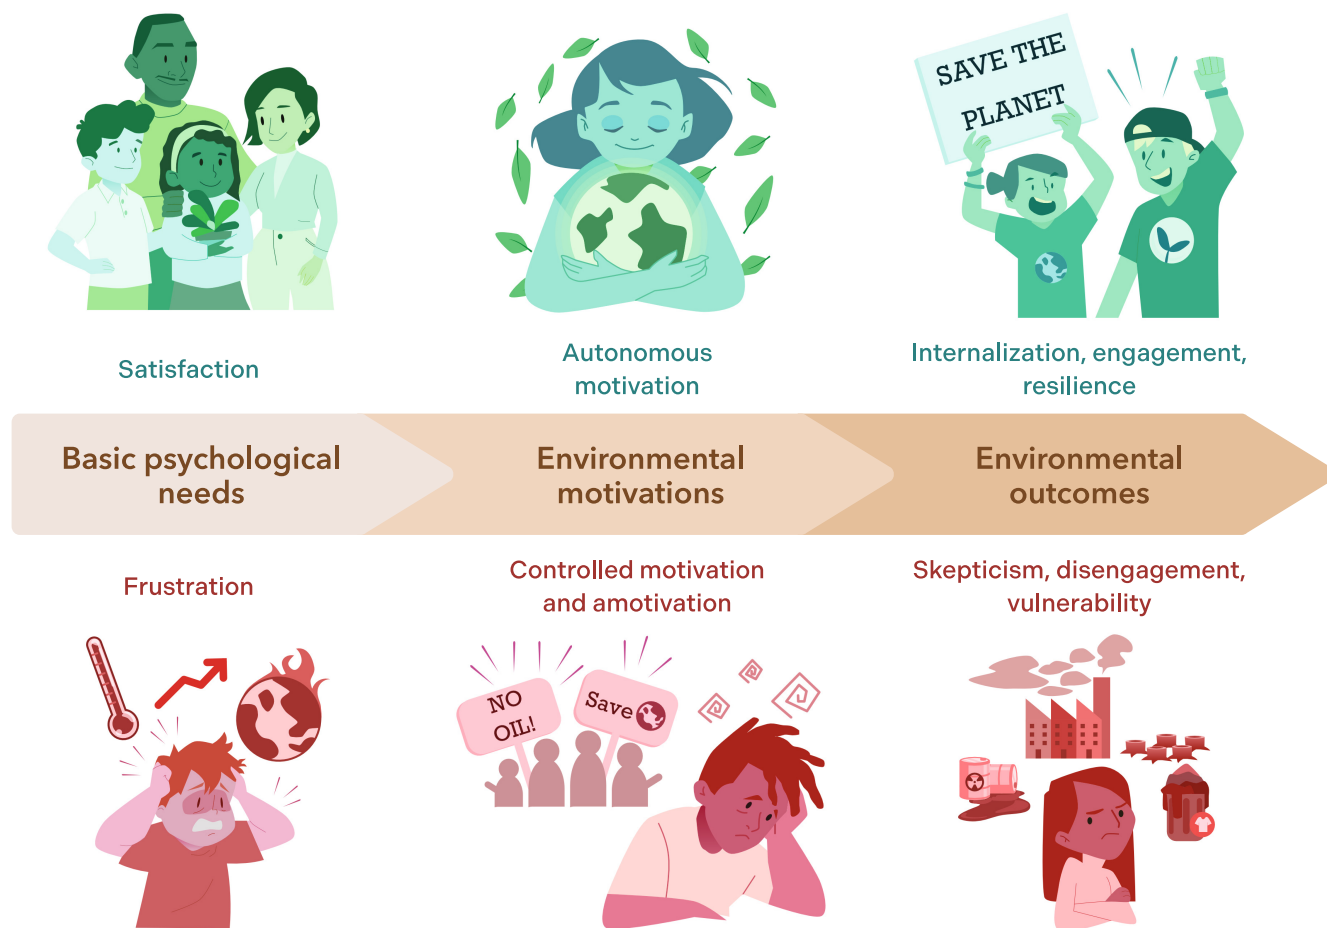 SAVE THE
PLANET
Satisfaction
Autonomous
motivation
Internalization, engagement,
resilience
Basic psychological
needs
Environmental
motivations
Environmental
outcomes
Frustration
Controlled motivation
and amotivation
Skepticism, disengagement,
vulnerability
NO
OIL!
Save